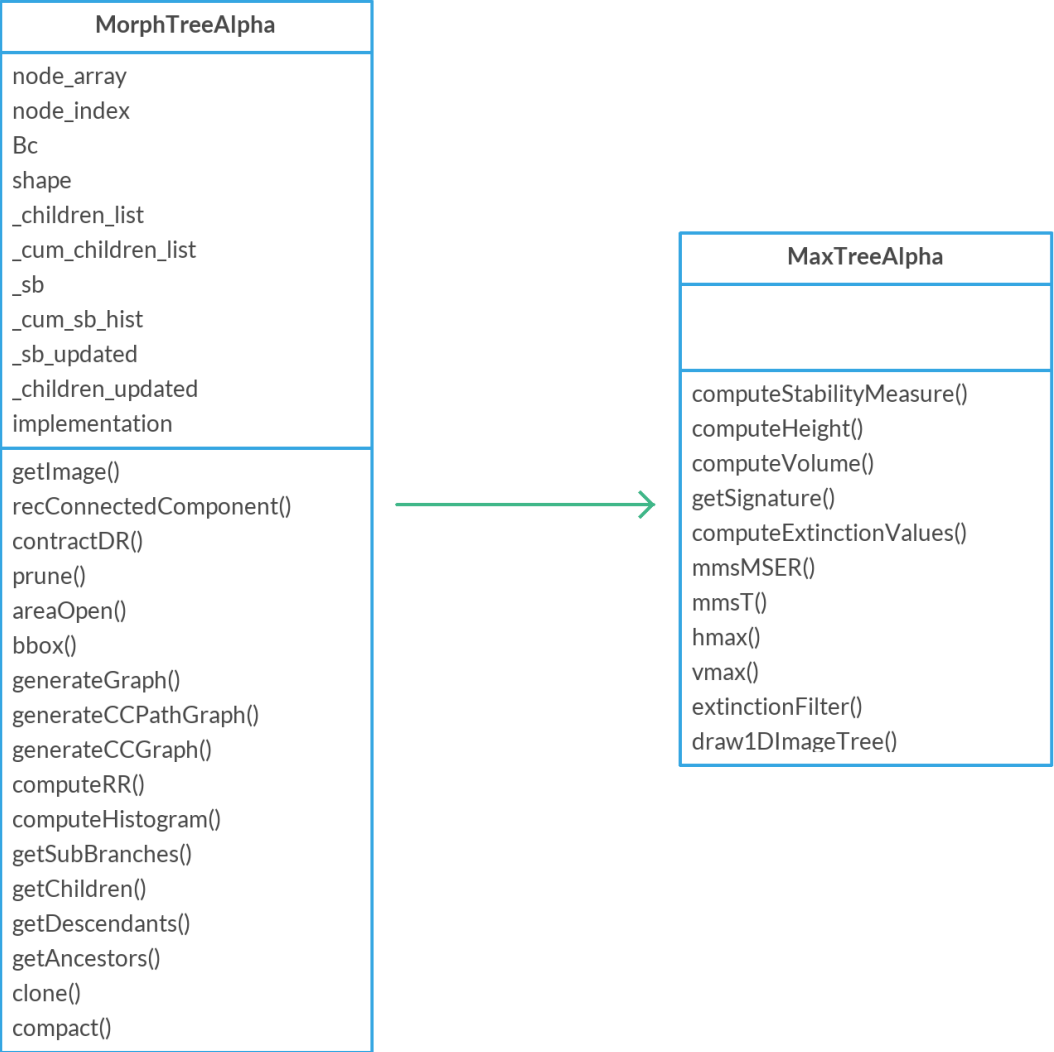 MorphTreeAlpha
node_array
node_index
Bc
shape
_children_list
_cum_children_list
_sb
_cum_sb_hist
_sb_updated
_children_updated
implementation
getImage()
recConnectedComponent()
contractDR()
prune()
areaOpen()
bbox()
generateGraph()
generateCCPathGraph()
generateCCGraph()
computeRR()
computeHistogram()
getSubBranches()
getChildren()
getDescendants()
getAncestors()
clone()
compact()
MaxTreeAlpha
computeStabilityMeasure()
computeHeight()
computeVolume()
getSignature()
computeExtinctionValues()
mmsMSER()
mmsT()
hmax()
vmax()
extinctionFilter()
draw1DImageTree()